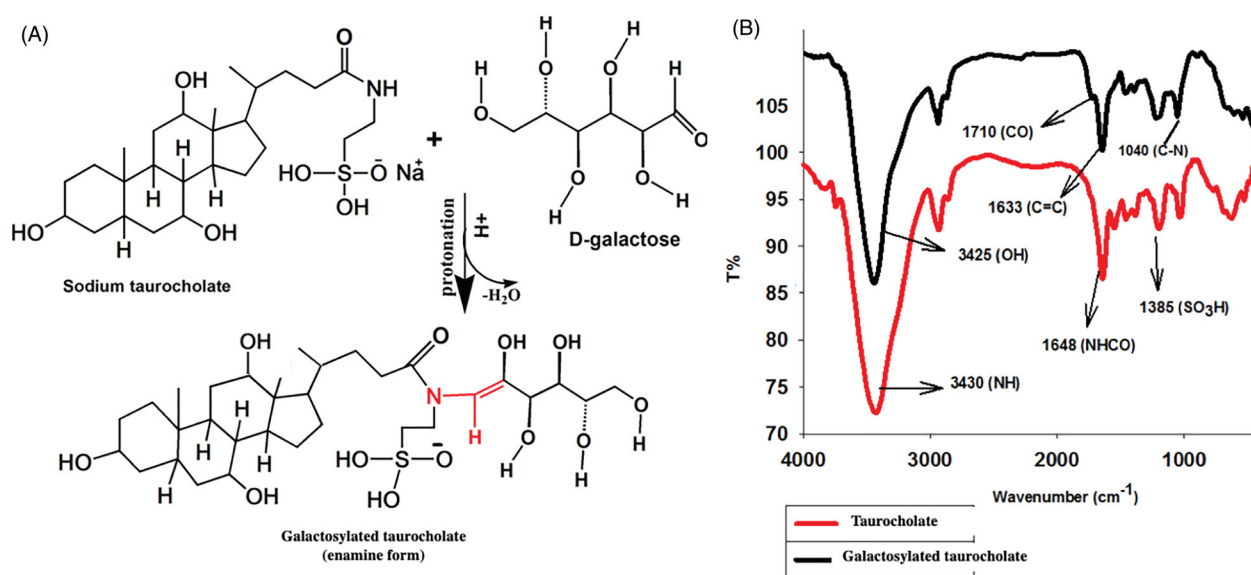 (A)
O
NH
OH
HO
S
O
-
Na
+
OH
H
H
H
HO
OH
H
Sodium taurocholate
+
H
H
O
O
H
H
O
O
O
H
O
H
D-galactose
protonation
H+
-H₂O
OH
O
N
OH
OH
H
O
H
O
H
O
H
HO
S
O
-
HO
H
H
H
HO
OH
H
Galactosylated taurocholate
(enamine form)
(B)
T%
105
100
95
90
85
80
75
70
1710 (CO)
1040 (C-N)
1633 (C=C)
3425 (OH)
1385 (SO₃H)
1648 (NHCO)
3430 (NH)
4000
3000
2000
1000
Wavenumber (cm⁻¹)
Taurocholate
Galactosylated taurocholate